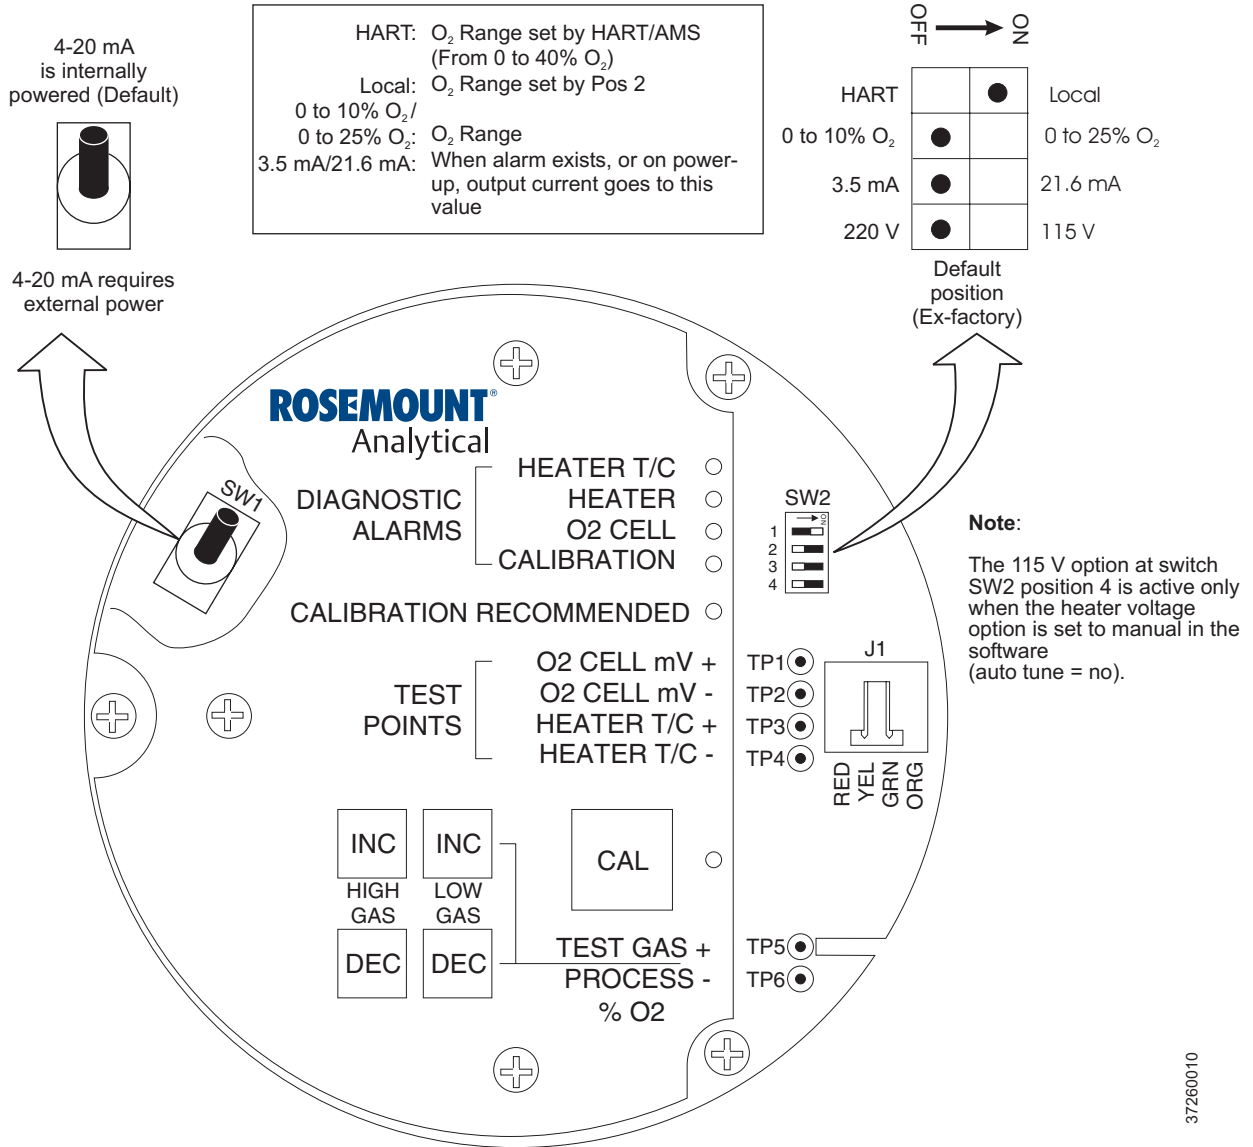 4-20 mA
is internally
powered (Default)
4-20 mA requires
external power
HART: O2 Range set by HART/AMS
(From 0 to 40% O2)
Local: O2 Range set by Pos 2
0 to 10% O2/
0 to 25% O2: O2 Range
3.5 mA/21.6 mA: When alarm exists, or on power-
up, output current goes to this
value
OFF ON
HART Local
0 to 10% O2 0 to 25% O2
3.5 mA 21.6 mA
220 V 115 V
Default
position
(Ex-factory)
ROSEMOUNT®
Analytical
SW1
DIAGNOSTIC
ALARMS
HEATER T/C
HEATER
O2 CELL
CALIBRATION
CALIBRATION RECOMMENDED
SW2
ON
1
2
3
4
Note:
The 115 V option at switch
SW2 position 4 is active only
when the heater voltage
option is set to manual in the
software
(auto tune = no).
TEST
POINTS
O2 CELL mV + TP1
O2 CELL mV - TP2
HEATER T/C + TP3
HEATER T/C - TP4
J1
RED
YEL
GRN
ORG
INC INC
HIGH
GAS
LOW
GAS
DEC DEC
CAL
TEST GAS + TP5
PROCESS - TP6
% O2
37260010